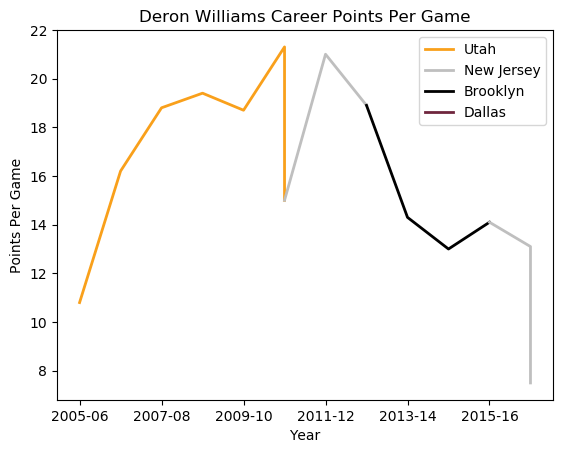 Deron Williams Career Points Per Game
22
20
18
16
14
12
10
8
Points Per Game
Utah
New Jersey
Brooklyn
Dallas
2005-06 2007-08 2009-10 2011-12 2013-14 2015-16
Year